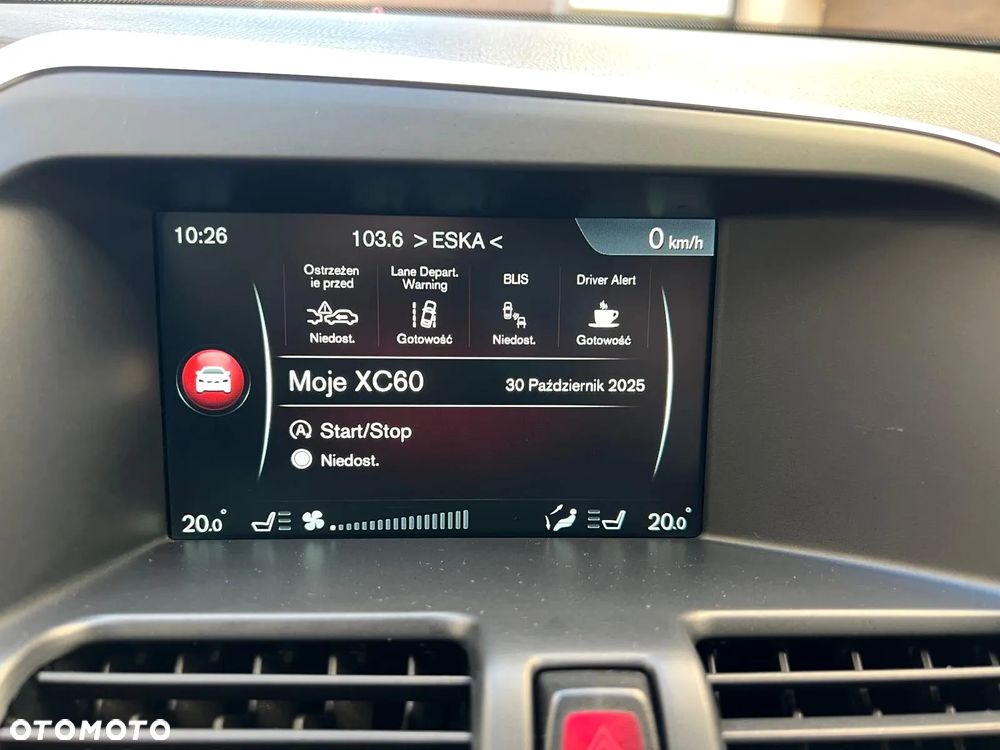 10:26
103.6 >ESKA<
0 km/h
Ostrzeżen
ie przed
Niedost.
Lane Depart.
Warning
Gotowość
BLIS
Niedost.
Driver Alert
Gotowość
Moje XC60
30 Październik 2025
A Start/Stop
Niedost.
20.0°
20.0°
OTOMOTO